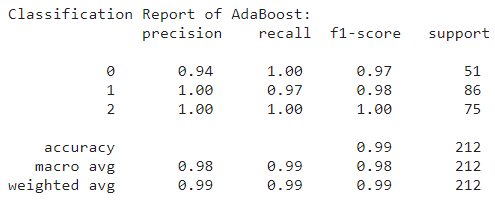 Classification Report of AdaBoost:
precision recall f1-score support
0 0.94 1.00 0.97 51
1 1.00 0.97 0.98 86
2 1.00 1.00 1.00 75
accuracy 0.99 212
macro avg 0.98 0.99 0.98 212
weighted avg 0.99 0.99 0.99 212